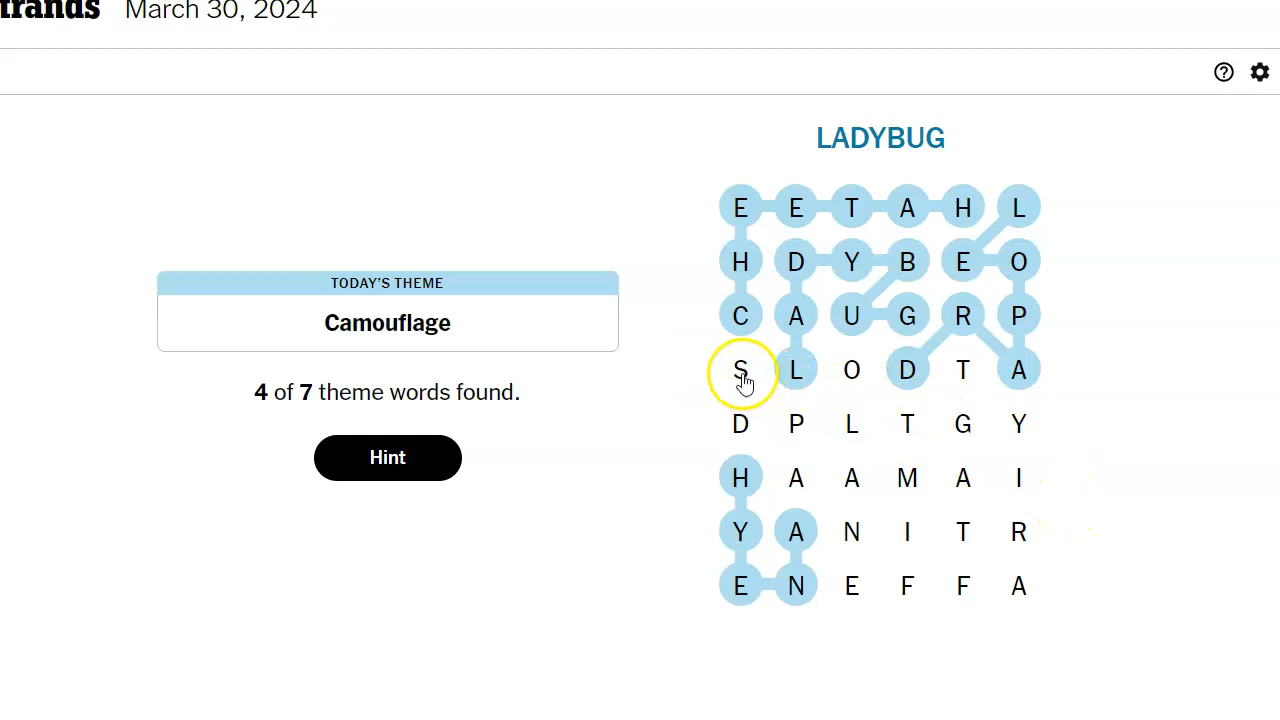 trands March 30, 2024
LADYBUG
TODAY'S THEME
Camouflage
4 of 7 theme words found.
Hint
E E T A H L
H D Y B E O
C A U G R P
S L O D T A
D P L T G Y
H A A M A I
Y A N I T R
E N E F F A